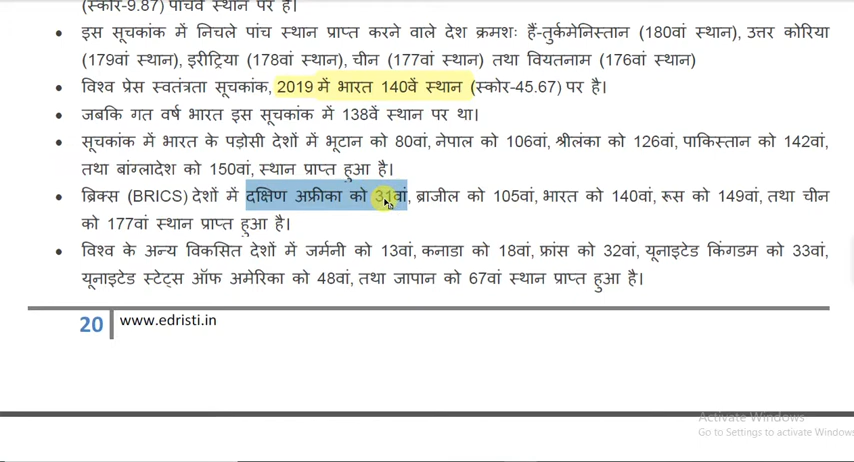 (स्कोर-9.87) पांचवें स्थान पर है।
• इस सूचकांक में निचले पांच स्थान प्राप्त करने वाले देश क्रमशः हैं-तुर्कमेनिस्तान (180वां स्थान), उत्तर कोरिया
(179वां स्थान), इरीट्रिया (178वां स्थान), चीन (177वां स्थान) तथा वियतनाम (176वां स्थान)
• विश्व प्रेस स्वतंत्रता सूचकांक, 2019 में भारत 140वें स्थान (स्कोर-45.67) पर है।
• जबकि गत वर्ष भारत इस सूचकांक में 138वें स्थान पर था।
• सूचकांक में भारत के पड़ोसी देशों में भूटान को 80वां, नेपाल को 106वां, श्रीलंका को 126वां, पाकिस्तान को 142वां,
तथा बांग्लादेश को 150वां, स्थान प्राप्त हुआ है।
• ब्रिक्स (BRICS) देशों में दक्षिण अफ्रीका को 31वां, ब्राजील को 105वां, भारत को 140वां, रूस को 149वां, तथा चीन
को 177वां स्थान प्राप्त हुआ है।
• विश्व के अन्य विकसित देशों में जर्मनी को 13वां, कनाडा को 18वां, फ्रांस को 32वां, यूनाइटेड किंगडम को 33वां,
यूनाइटेड स्टेट्स ऑफ अमेरिका को 48वां, तथा जापान को 67वां स्थान प्राप्त हुआ है।
20 www.edristi.in
Activate Windows
Go to Settings to activate Windows